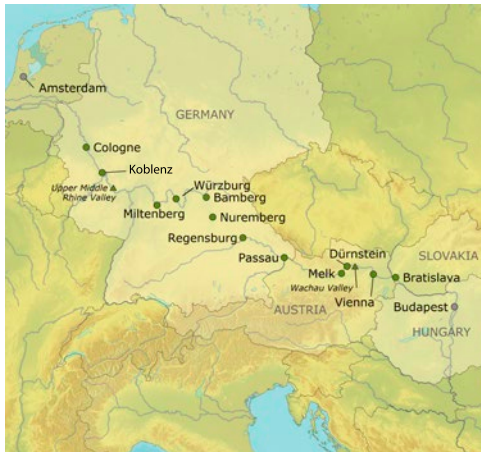 Amsterdam
GERMANY
Cologne
Koblenz
Upper Middle
Rhine Valley
Würzburg
Bamberg
Miltenberg
Nuremberg
Regensburg
Passau
Dürnstein
SLOVAKIA
Melk
Bratislava
Wachau Valley
Vienna
AUSTRIA
Budapest
HUNGARY